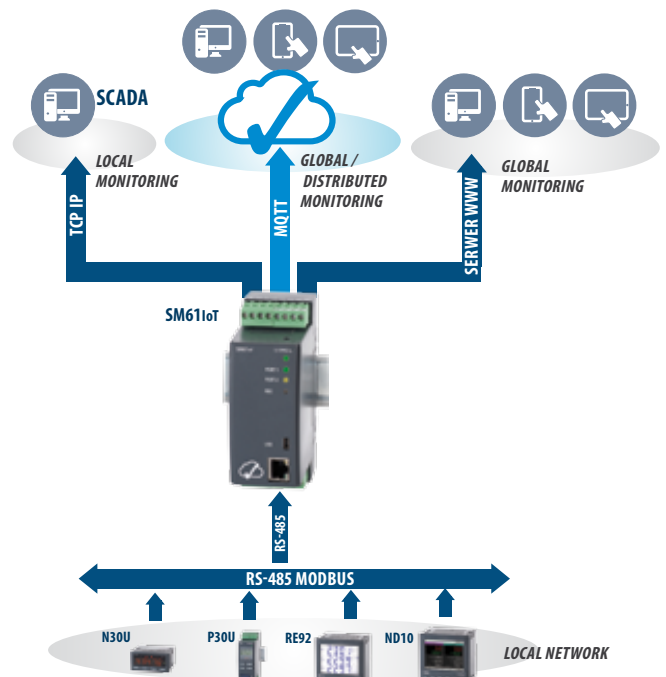 SCADA
LOCAL
MONITORING
GLOBAL /
DISTRIBUTED
MONITORING
GLOBAL
MONITORING
TCP IP
MQTT
SERWER WWW
SM61IoT
RS-485
RS-485 MODBUS
N30U
P30U
RE92
ND10
LOCAL NETWORK